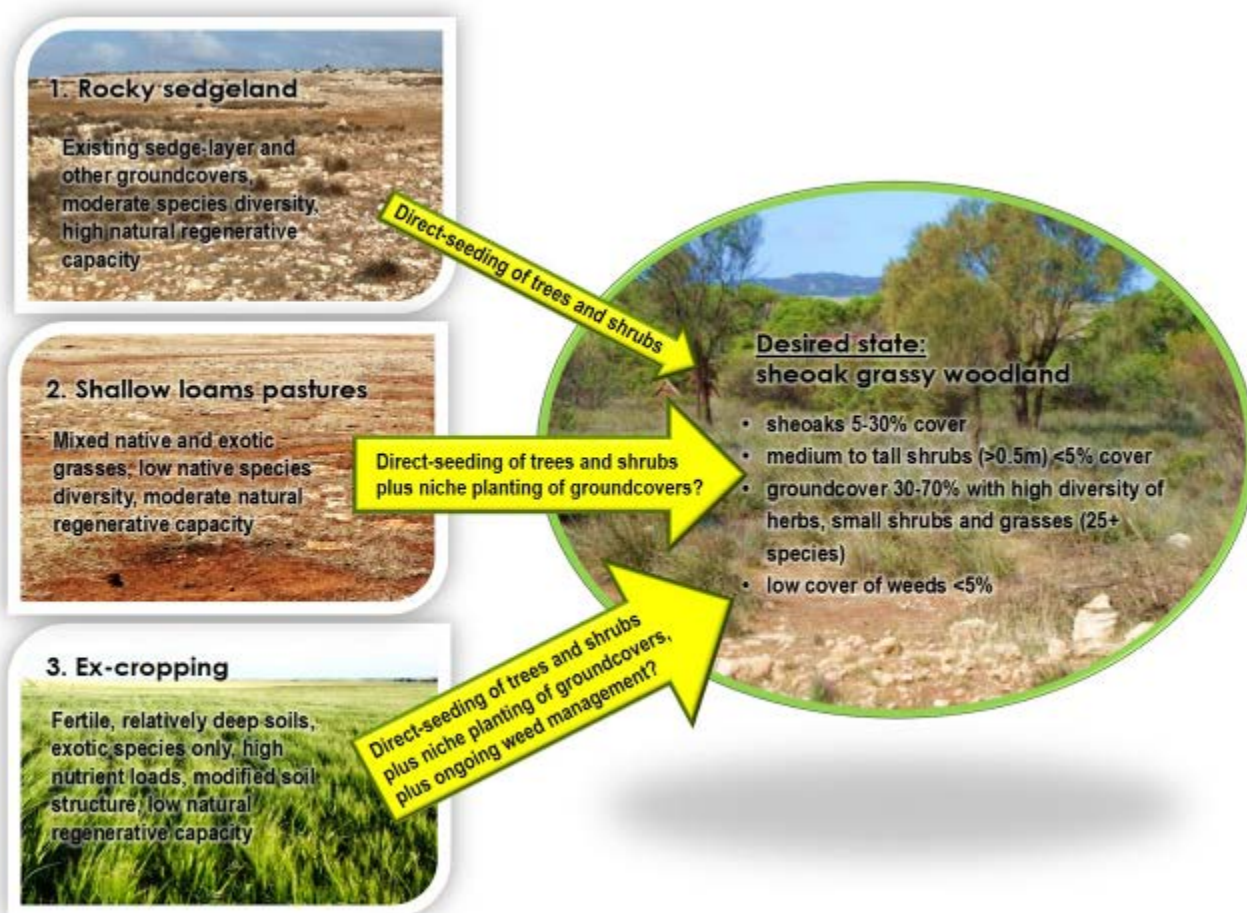 1. Rocky sedgeland
Existing sedge-layer and
other groundcovers,
moderate species diversity,
high natural regenerative
capacity
Direct-seeding of trees and shrubs
2. Shallow loams pastures
Mixed native and exotic
grasses, low native species
diversity, moderate natural
regenerative capacity
Direct-seeding of trees and shrubs
plus niche planting of groundcovers?
3. Ex-cropping
Fertile, relatively deep soils,
exotic species only, high
nutrient loads, modified soil
structure, low natural
regenerative capacity
Direct-seeding of trees and shrubs
plus niche planting of groundcovers,
plus ongoing weed management?
Desired state:
sheoak grassy woodland
• sheoaks 5-30% cover
• medium to tall shrubs (>0.5m) <5% cover
• groundcover 30-70% with high diversity of
herbs, small shrubs and grasses (25+
species)
• low cover of weeds <5%